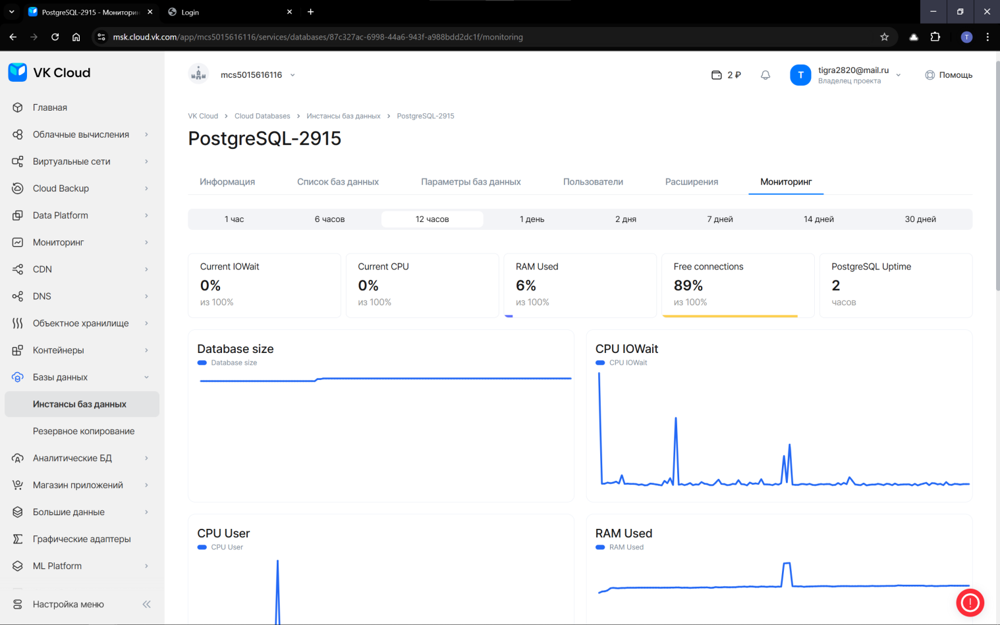 PostgreSQL-2915 - Мониторин
Login
msk.cloud.vk.com/app/mcs5015616116/services/databases/87c327ac-6998-44a6-943f-a988bdd2dc1f/monitoring
T
VK Cloud
mcs5015616116
2 ₽
T
tigra2820@mail.ru
Владелец проекта
Помощь
Главная
Облачные вычисления
Виртуальные сети
Cloud Backup
Data Platform
Мониторинг
CDN
DNS
Объектное хранилище
Контейнеры
Базы данных
Инстансы баз данных
Резервное копирование
Аналитические БД
Магазин приложений
Большие данные
Графические адаптеры
ML Platform
Настройка меню
VK Cloud > Cloud Databases > Инстансы баз данных > PostgreSQL-2915
PostgreSQL-2915
Информация Список баз данных Параметры баз данных Пользователи Расширения Мониторинг
1 час 6 часов 12 часов 1 день 2 дня 7 дней 14 дней 30 дней
Current IOWait
0%
из 100%
Current CPU
0%
из 100%
RAM Used
6%
из 100%
Free connections
89%
из 100%
PostgreSQL Uptime
2
часов
Database size
Database size
CPU IOWait
CPU IOWait
CPU User
CPU User
RAM Used
RAM Used